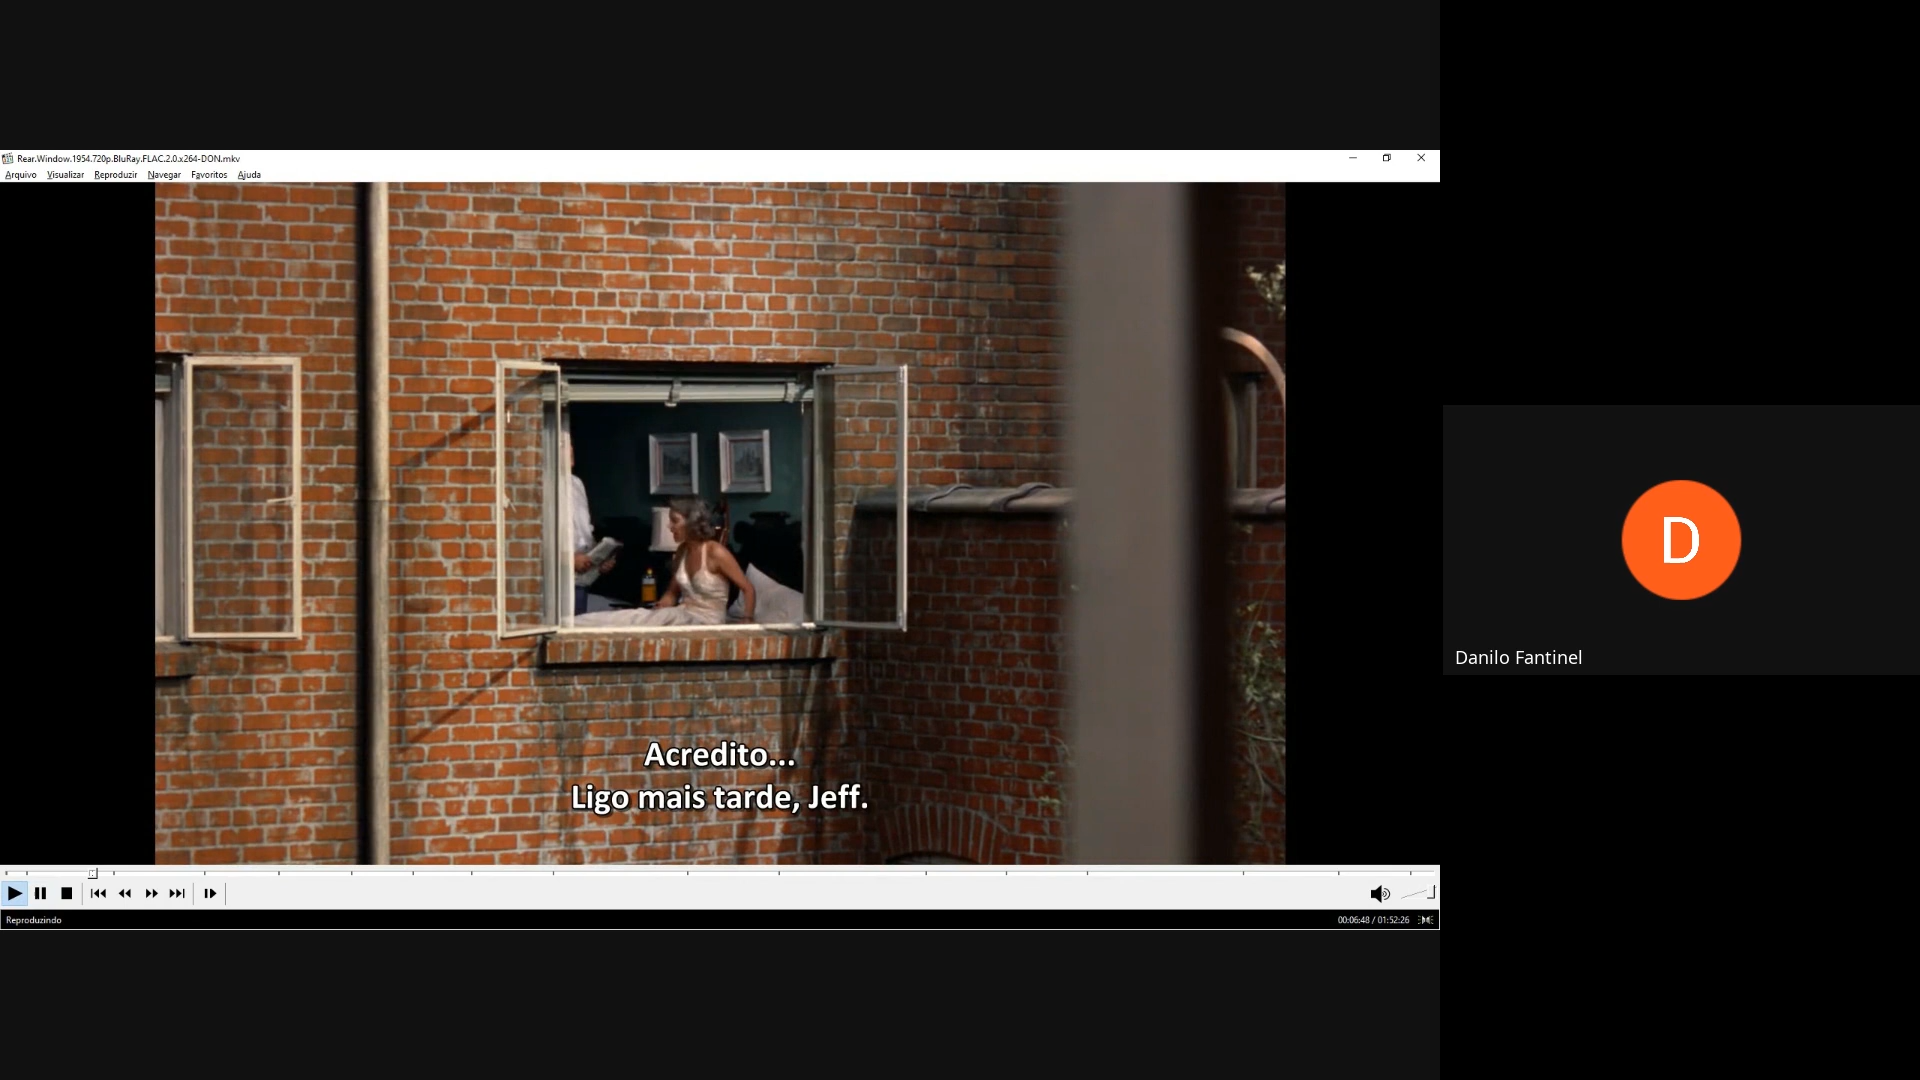 Rear.Window.1954.720p.BluRay.FLAC.2.0.x264-DON.mkv
Arquivo Visualizar Reproduzir Navegar Favoritos Ajuda
Acredito...
Ligo mais tarde, Jeff.
D
Danilo Fantinel
Reproduzindo
00:06:48 / 01:52:26